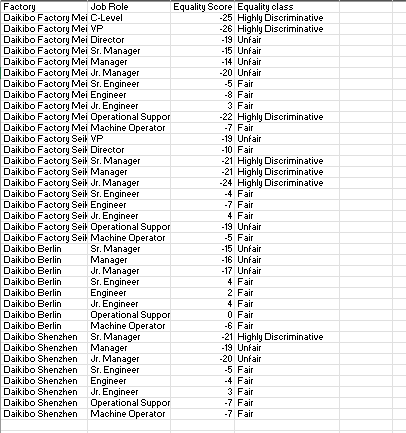 Factory Job Role Equality Score Equality class
Daikibo Factory Mei C-Level -25 Highly Discriminative
Daikibo Factory Mei VP -26 Highly Discriminative
Daikibo Factory Mei Director -19 Unfair
Daikibo Factory Mei Sr. Manager -15 Unfair
Daikibo Factory Mei Manager -14 Unfair
Daikibo Factory Mei Jr. Manager -20 Unfair
Daikibo Factory Mei Sr. Engineer -5 Fair
Daikibo Factory Mei Engineer -8 Fair
Daikibo Factory Mei Jr. Engineer 3 Fair
Daikibo Factory Mei Operational Suppor -22 Highly Discriminative
Daikibo Factory Mei Machine Operator -7 Fair
Daikibo Factory Seik VP -19 Unfair
Daikibo Factory Seik Director -10 Fair
Daikibo Factory Seik Sr. Manager -21 Highly Discriminative
Daikibo Factory Seik Manager -21 Highly Discriminative
Daikibo Factory Seik Jr. Manager -24 Highly Discriminative
Daikibo Factory Seik Sr. Engineer -4 Fair
Daikibo Factory Seik Engineer -7 Fair
Daikibo Factory Seik Jr. Engineer 4 Fair
Daikibo Factory Seik Operational Suppor -19 Unfair
Daikibo Factory Seik Machine Operator -5 Fair
Daikibo Berlin Sr. Manager -15 Unfair
Daikibo Berlin Manager -16 Unfair
Daikibo Berlin Jr. Manager -17 Unfair
Daikibo Berlin Sr. Engineer 4 Fair
Daikibo Berlin Engineer 2 Fair
Daikibo Berlin Jr. Engineer 4 Fair
Daikibo Berlin Operational Suppor 0 Fair
Daikibo Berlin Machine Operator -6 Fair
Daikibo Shenzhen Sr. Manager -21 Highly Discriminative
Daikibo Shenzhen Manager -19 Unfair
Daikibo Shenzhen Jr. Manager -20 Unfair
Daikibo Shenzhen Sr. Engineer -5 Fair
Daikibo Shenzhen Engineer -4 Fair
Daikibo Shenzhen Jr. Engineer 3 Fair
Daikibo Shenzhen Operational Suppor -7 Fair
Daikibo Shenzhen Machine Operator -7 Fair